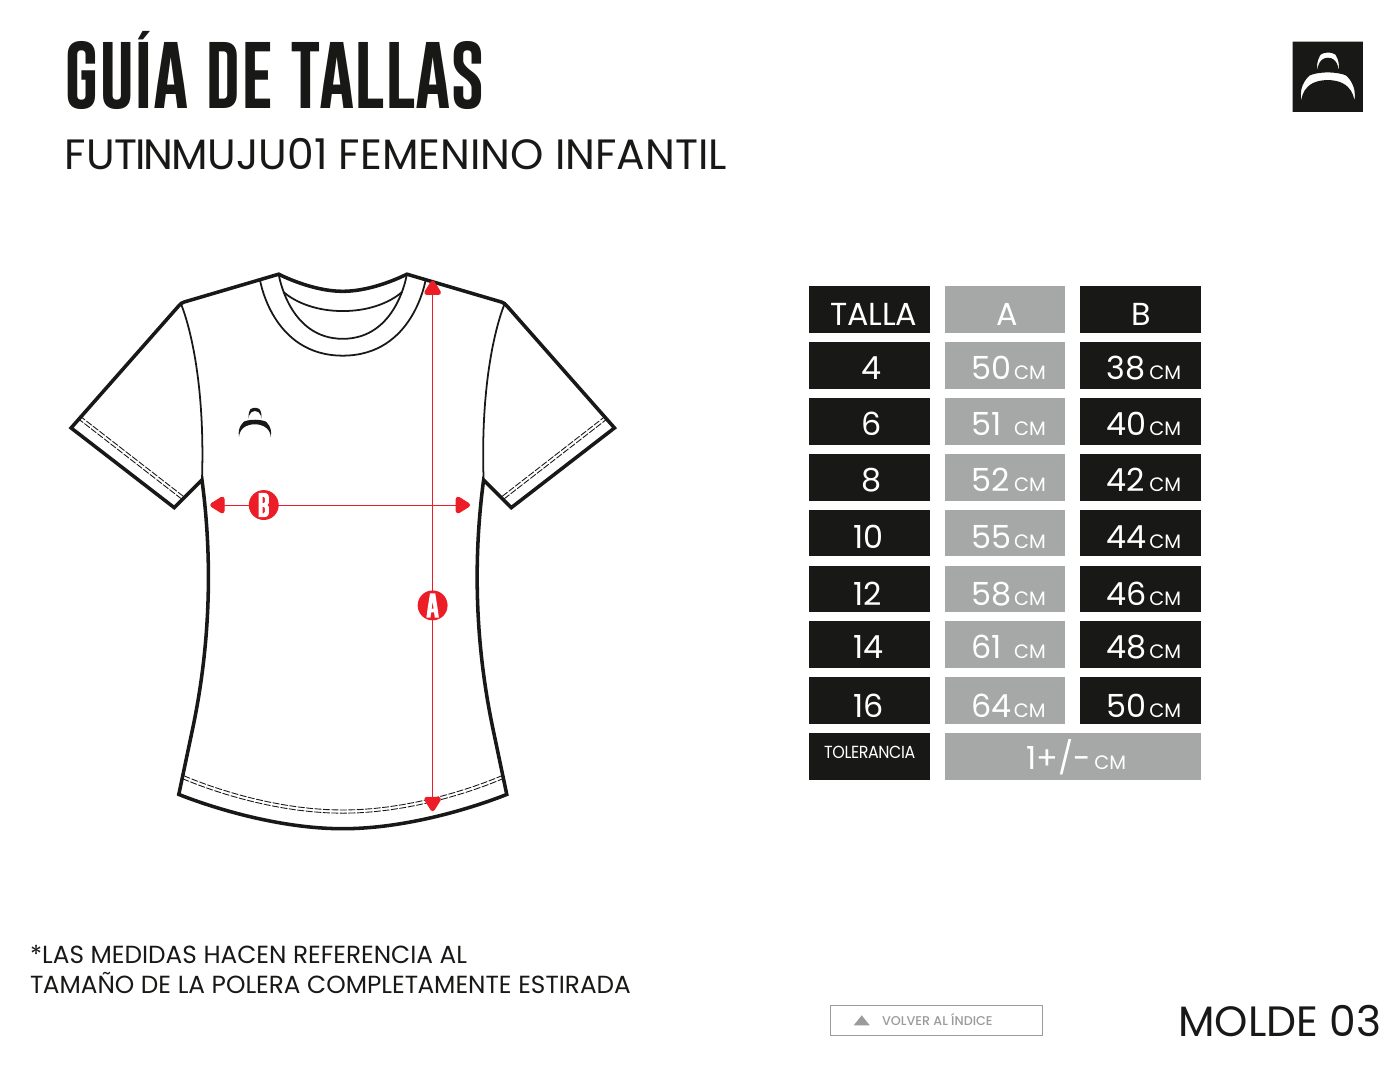 GUÍA DE TALLAS
FUTINMUJU01 FEMENINO INFANTIL
B
A
TALLA A B
4 50 CM 38 CM
6 51 CM 40 CM
8 52 CM 42 CM
10 55 CM 44 CM
12 58 CM 46 CM
14 61 CM 48 CM
16 64 CM 50 CM
TOLERANCIA 1+/- CM
*LAS MEDIDAS HACEN REFERENCIA AL
TAMAÑO DE LA POLERA COMPLETAMENTE ESTIRADA
VOLVER AL ÍNDICE
MOLDE 03